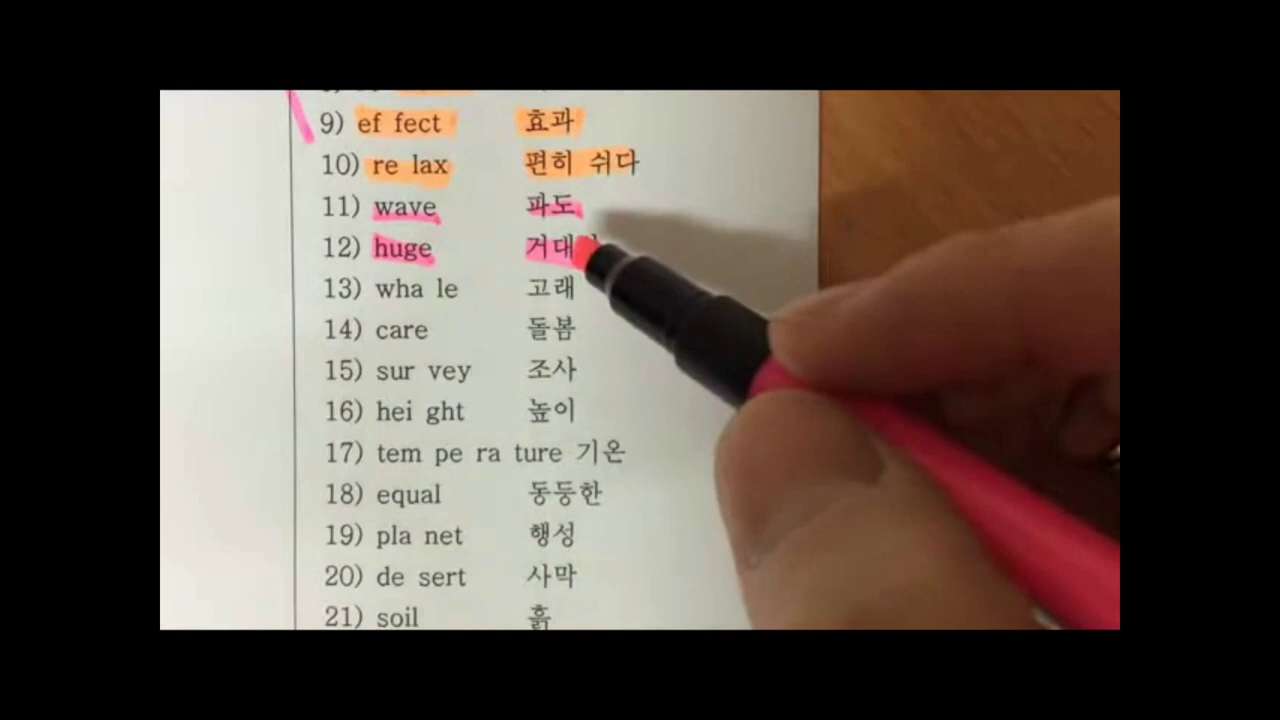 9) ef fect 효과
10) re lax 편히 쉬다
11) wave 파도
12) huge 거대
13) wha le 고래
14) care 돌봄
15) sur vey 조사
16) hei ght 높이
17) tem pe ra ture 기온
18) equal 동등한
19) pla net 행성
20) de sert 사막
21) soil 흙